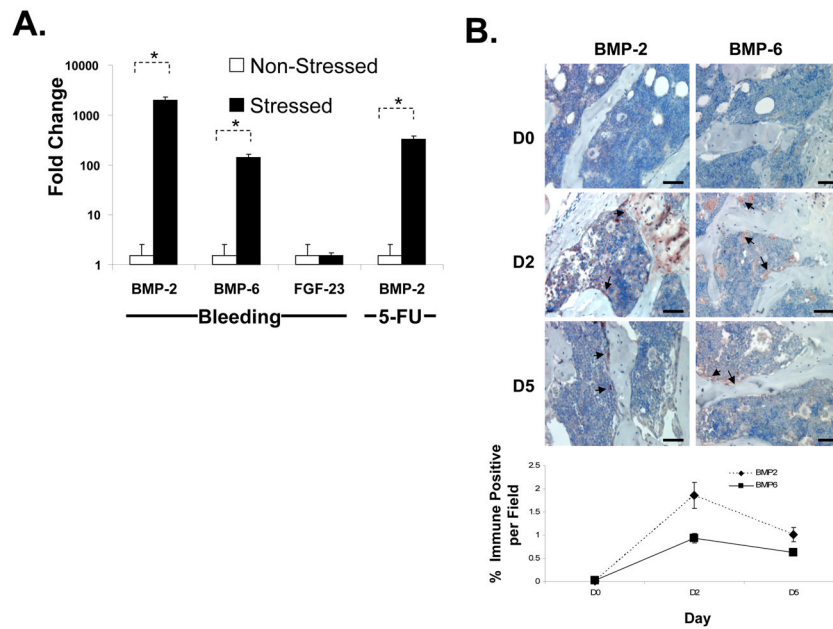 A.
10000
1000
100
10
1
Fold Change
Non-Stressed
Stressed
*
*
*
BMP-2
BMP-6
FGF-23
BMP-2
Bleeding
5-FU
B.
BMP-2
BMP-6
D0
D2
D5
2.5
2
1.5
1
0.5
0
% Immune Positive
per Field
BMP2
BMP6
D0
D2
D5
Day